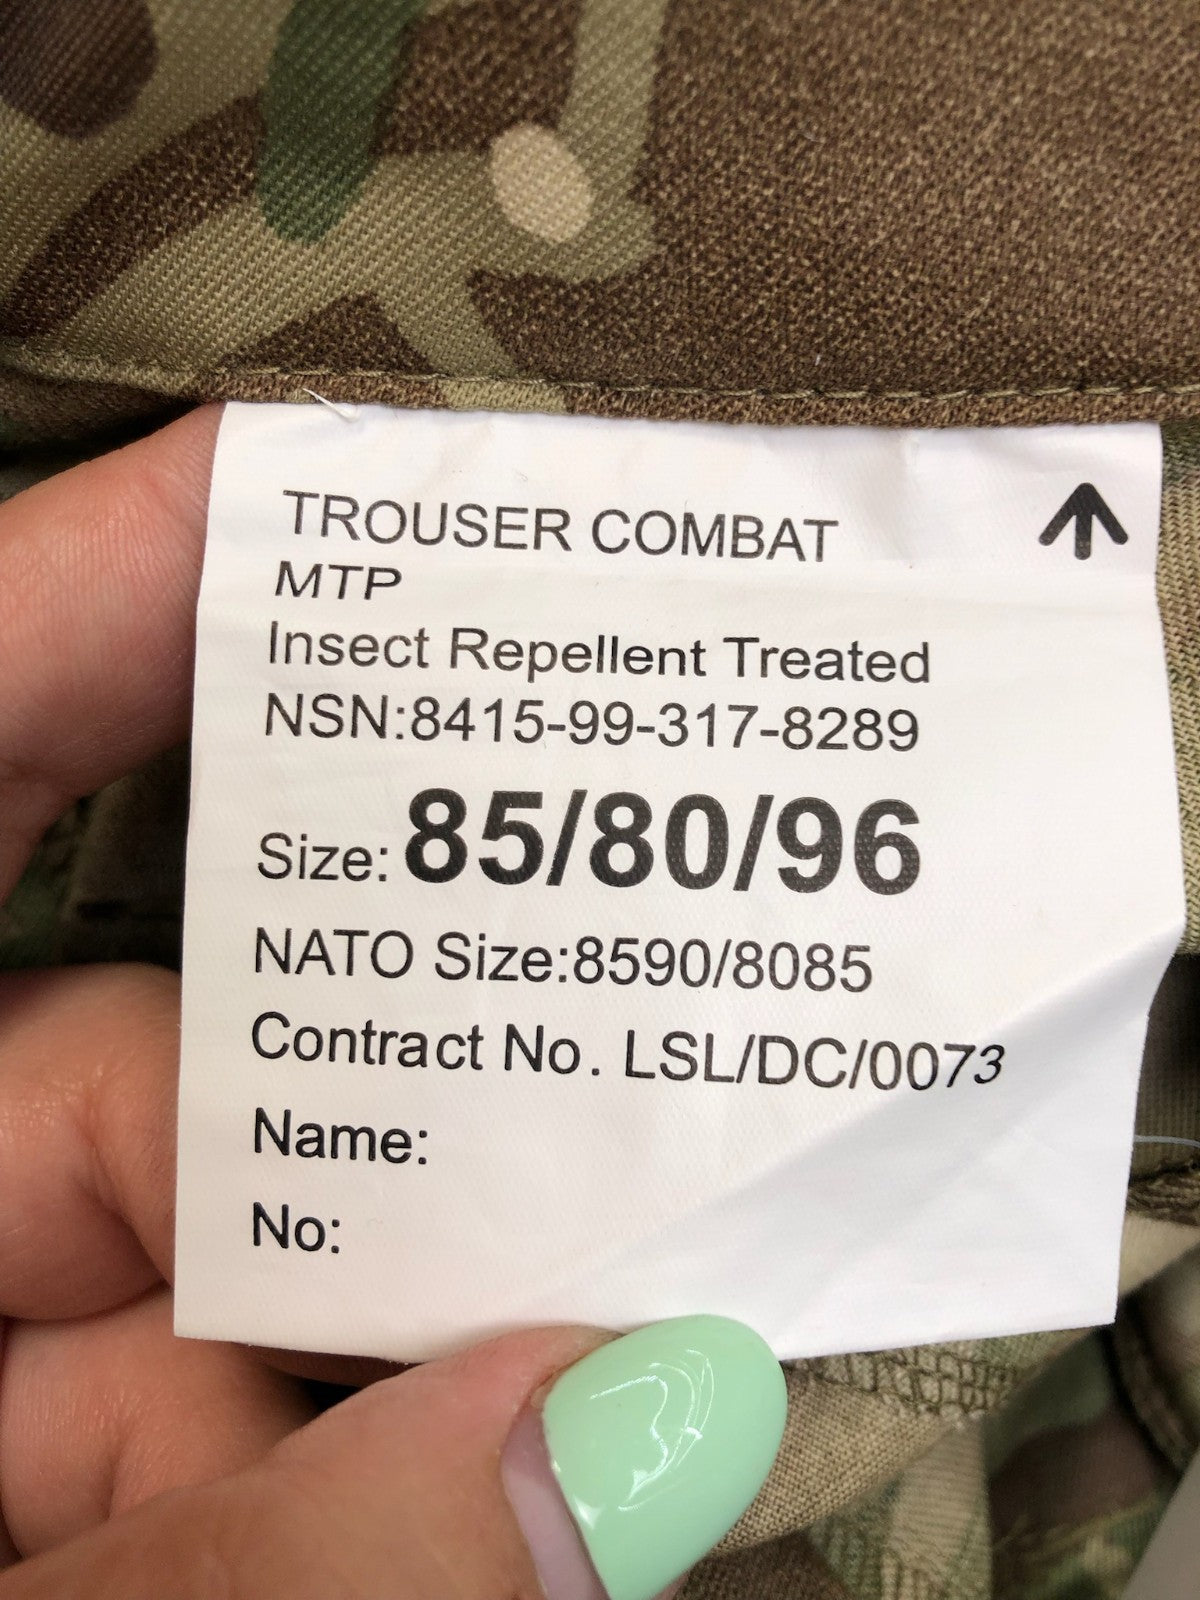 TROUSER COMBAT
MTP
Insect Repellent Treated
NSN:8415-99-317-8289
Size: 85/80/96
NATO Size:8590/8085
Contract No. LSL/DC/0073
Name:
No: